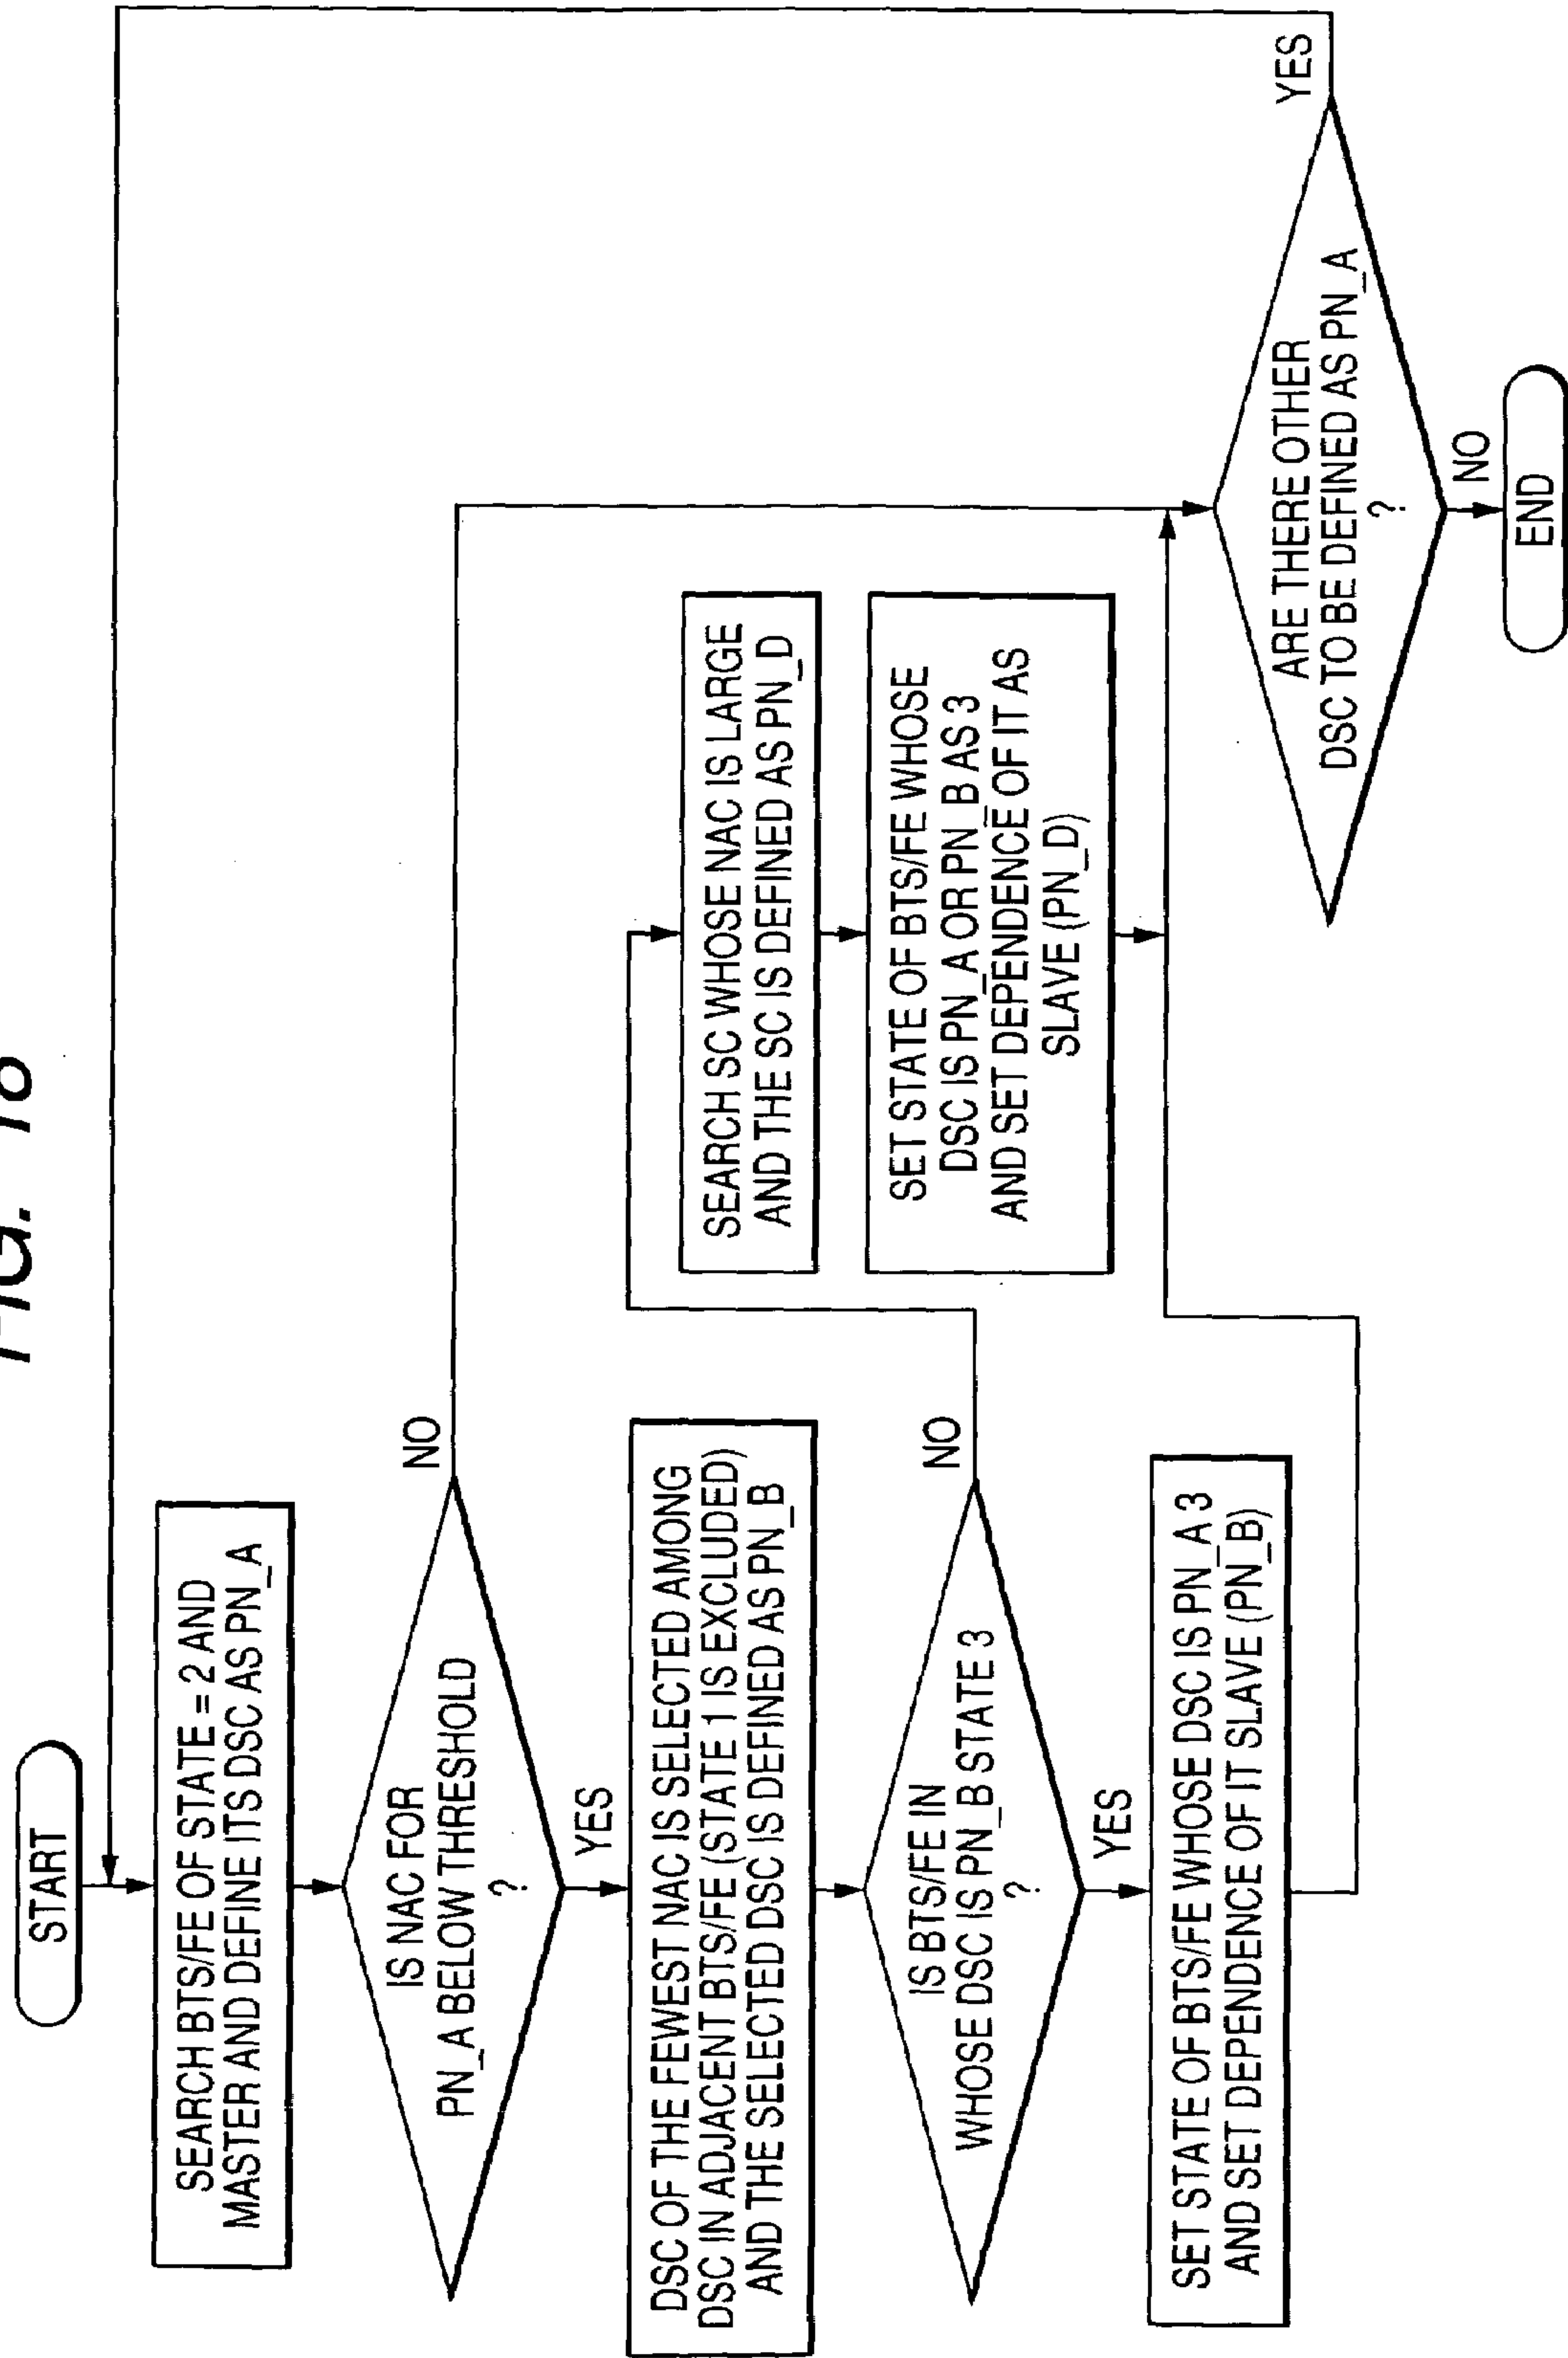 FIG. 18
START
SEARCH BTS/FE OF STATE = 2 AND
MASTER AND DEFINE ITS DSC AS PN_A
IS NAC FOR
PN_A BELOW THRESHOLD
?
NO
YES
DSC OF THE FEWEST NAC IS SELECTED AMONG
DSC IN ADJACENT BTS/FE (STATE 1 IS EXCLUDED)
AND THE SELECTED DSC IS DEFINED AS PN_B
IS BTS/FE IN
WHOSE DSC IS PN_B STATE 3
?
NO
YES
SET STATE OF BTS/FE WHOSE DSC IS PN_A 3
AND SET DEPENDENCE OF IT SLAVE (PN_B)
SEARCH SC WHOSE NAC IS LARGE
AND THE SC IS DEFINED AS PN_D
SET STATE OF BTS/FE WHOSE
DSC IS PN_A OR PN_B AS 3
AND SET DEPENDENCE OF IT AS
SLAVE (PN_D)
ARE THERE OTHER
DSC TO BE DEFINED AS PN_A
?
YES
NO
END